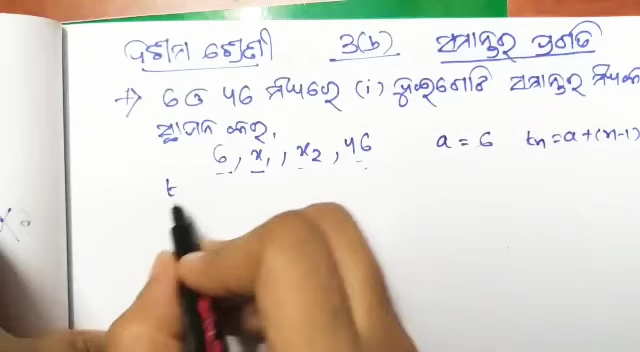 ଦଶମ ଶ୍ରେଣୀ 3(b) ସମାନ୍ତର ପ୍ରଗତି
→ 6 ଓ 46 ମଧ୍ୟରେ (i) ଦୁଇଗୋଟି ସମାନ୍ତର ମଧ୍ୟକ
ସ୍ଥାପନ କର.
6, x₁, x₂, 46 a = 6 tn = a + (n-1)
t